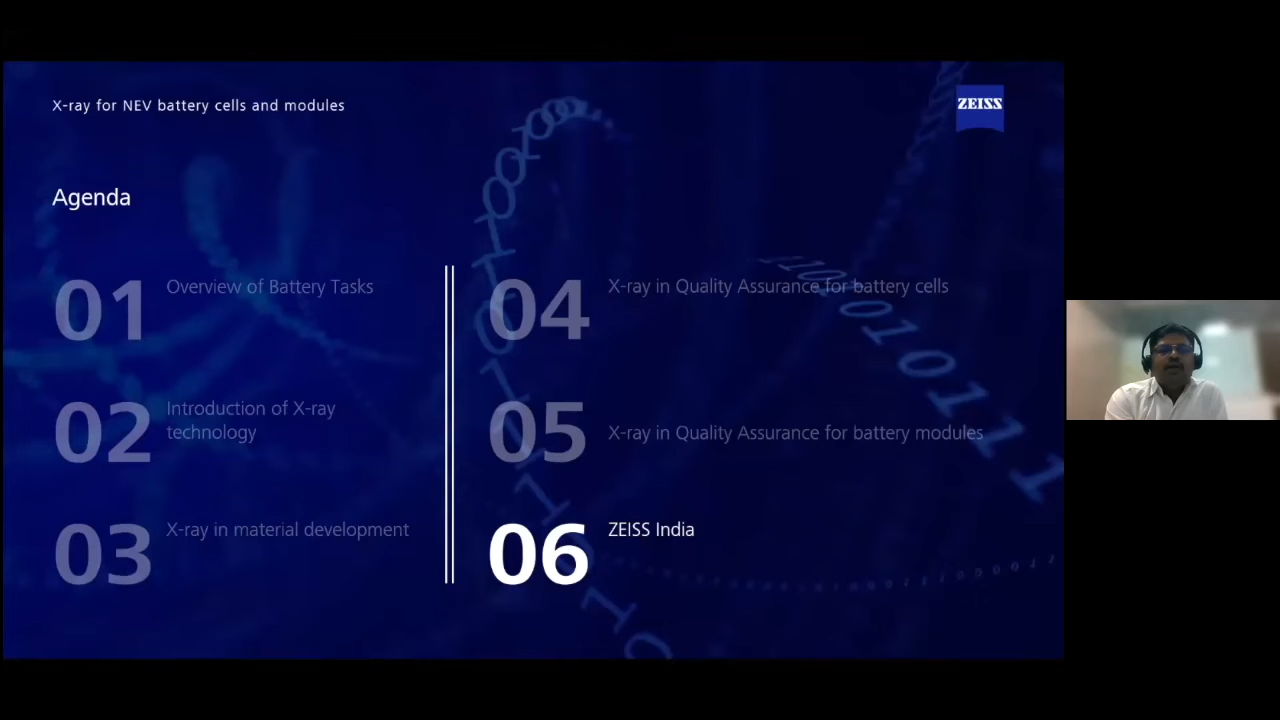 X-ray for NEV battery cells and modules
ZEISS
Agenda
01
Overview of Battery Tasks
02
Introduction of X-ray
technology
03
X-ray in material development
04
X-ray in Quality Assurance for battery cells
05
X-ray in Quality Assurance for battery modules
06
ZEISS India